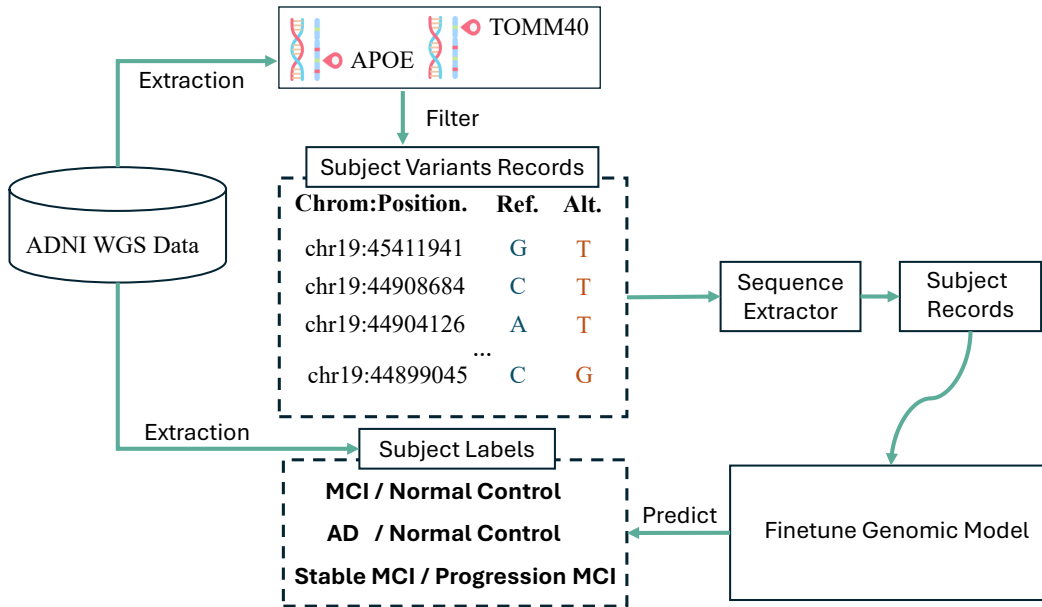 TOMM40
APOE
Extraction
Filter
Subject Variants Records
Chrom:Position. Ref. Alt.
chr19:45411941 G T
chr19:44908684 C T
chr19:44904126 A T
...
chr19:44899045 C G
ADNI WGS Data
Sequence
Extractor
Subject
Records
Extraction
Subject Labels
MCI / Normal Control
AD / Normal Control
Stable MCI / Progression MCI
Predict
Finetune Genomic Model